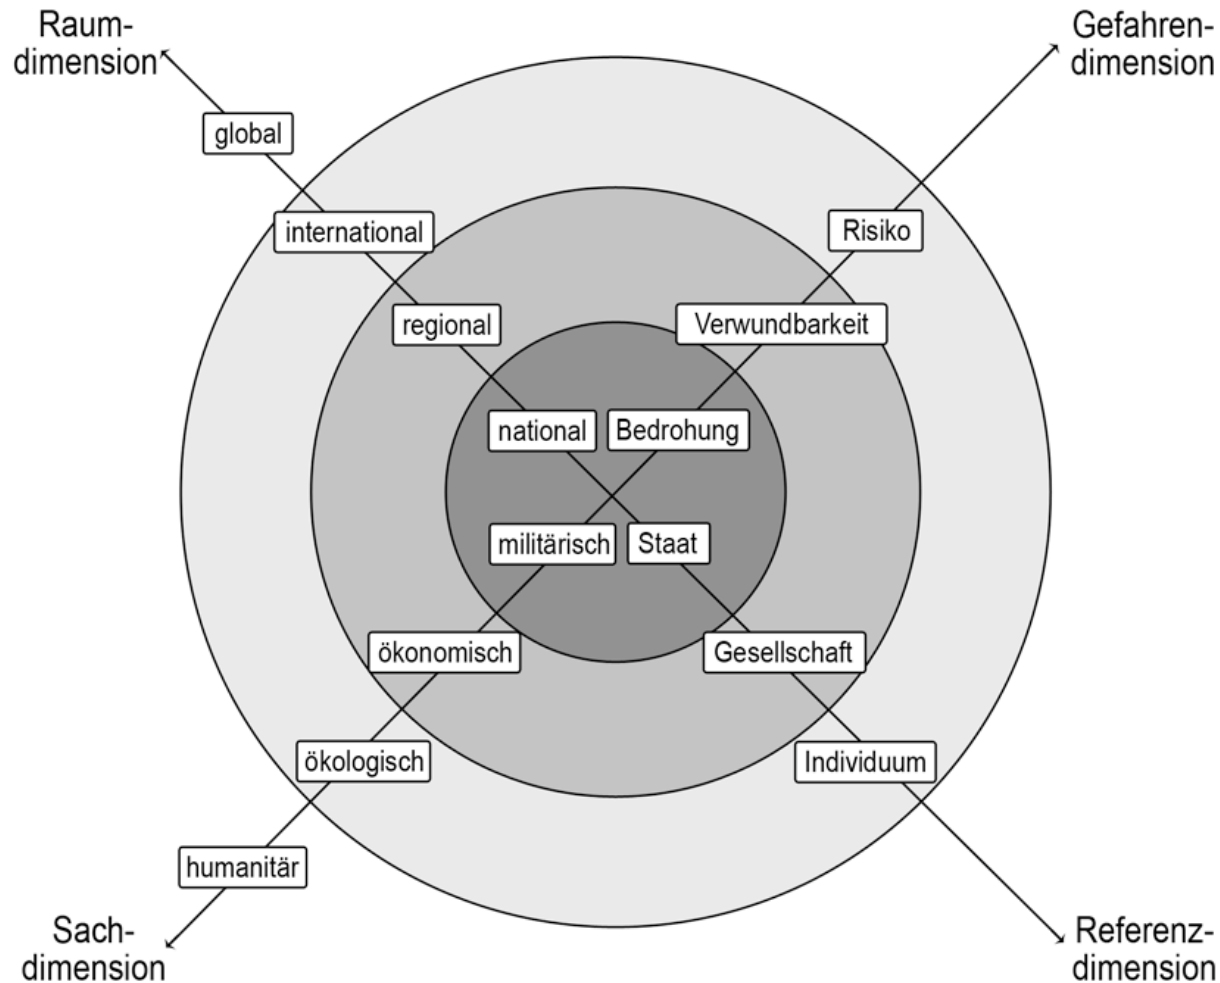 Raum-
dimension
Gefahren-
dimension
global
international
Risiko
regional
Verwundbarkeit
national
Bedrohung
militärisch
Staat
ökonomisch
Gesellschaft
ökologisch
Individuum
humanitär
Sach-
dimension
Referenz-
dimension